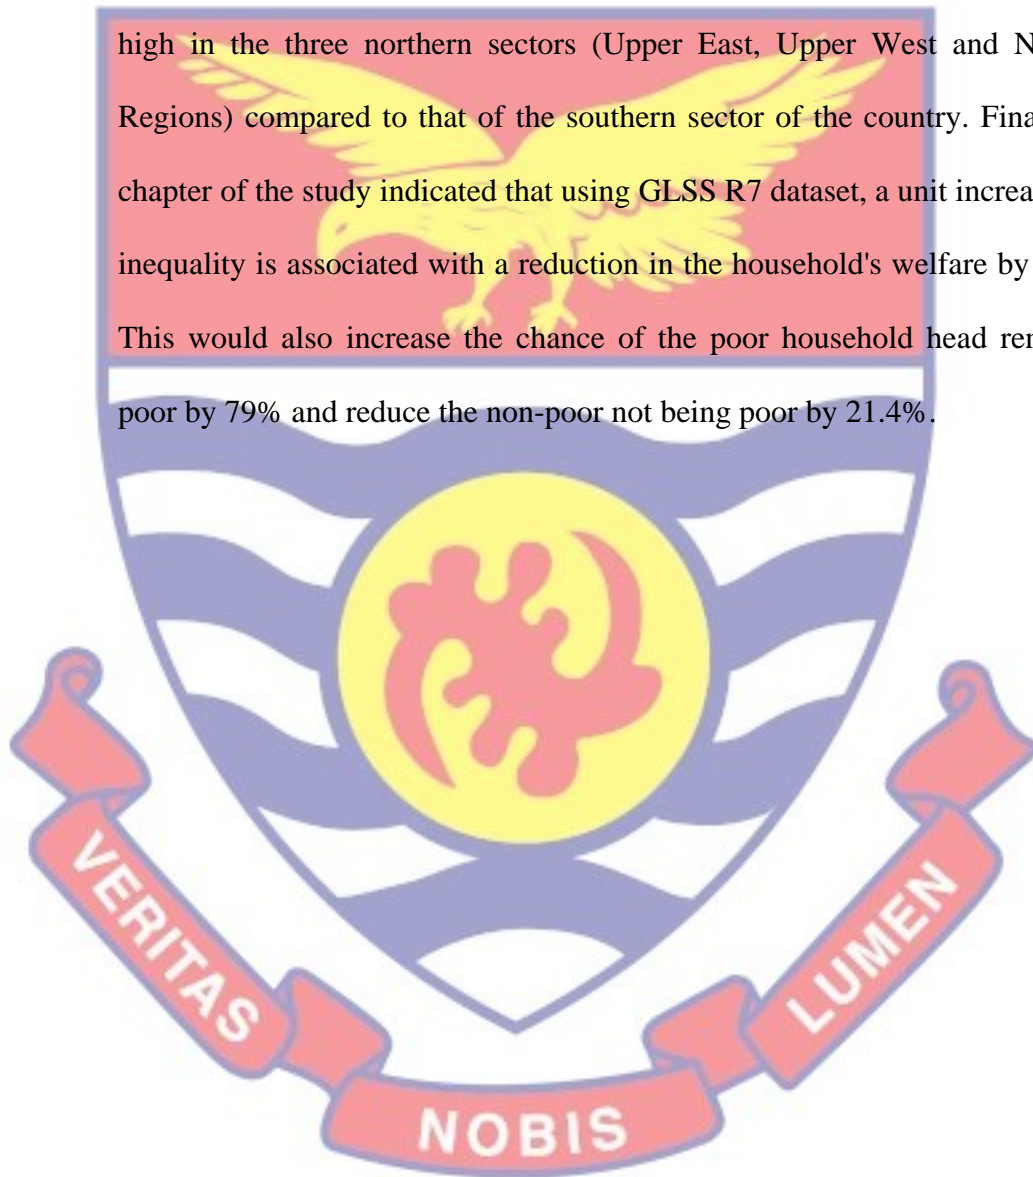 high in the three northern sectors (Upper East, Upper West and N
Regions) compared to that of the southern sector of the country. Fina
chapter of the study indicated that using GLSS R7 dataset, a unit increa
inequality is associated with a reduction in the household's welfare by
This would also increase the chance of the poor household head rer
poor by 79% and reduce the non-poor not being poor by 21.4%.
VERITAS
NOBIS
LUMEN